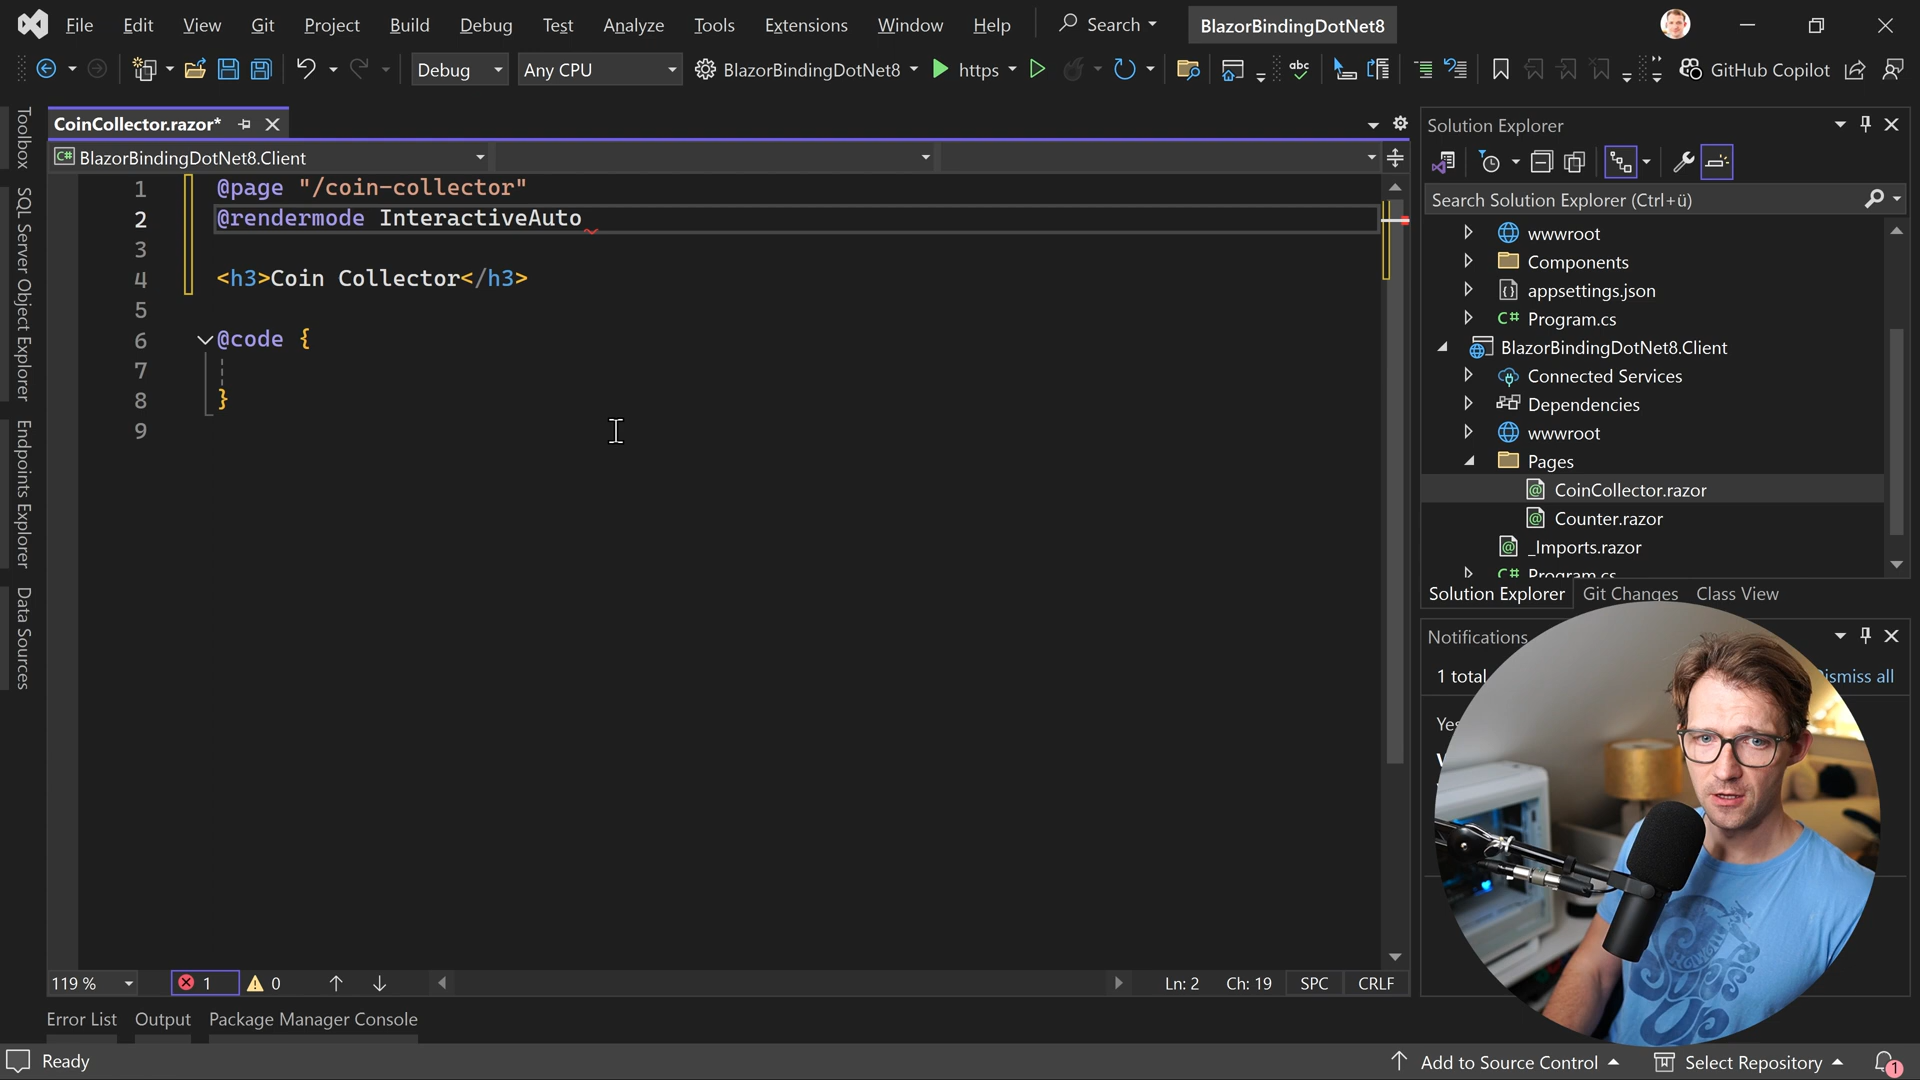 File Edit View Git Project Build Debug Test Analyze Tools Extensions Window Help Search BlazorBindingDotNet8
Debug Any CPU BlazorBindingDotNet8 https abc GitHub Copilot
Toolbox
SQL Server Object Explorer
Endpoints Explorer
Data Sources
CoinCollector.razor*
C# BlazorBindingDotNet8.Client
1 @page "/coin-collector"
2 @rendermode InteractiveAuto
3
4 <h3>Coin Collector</h3>
5
6 @code {
7
8 }
9
119 % 1 0 Ln: 2 Ch: 19 SPC CRLF
Error List Output Package Manager Console
Ready
Solution Explorer
Search Solution Explorer (Ctrl+ü)
wwwroot
Components
appsettings.json
C# Program.cs
BlazorBindingDotNet8.Client
Connected Services
Dependencies
wwwroot
Pages
CoinCollector.razor
Counter.razor
_Imports.razor
C# Program.cs
Solution Explorer Git Changes Class View
Notifications
1 total
ismiss all
Add to Source Control Select Repository 1